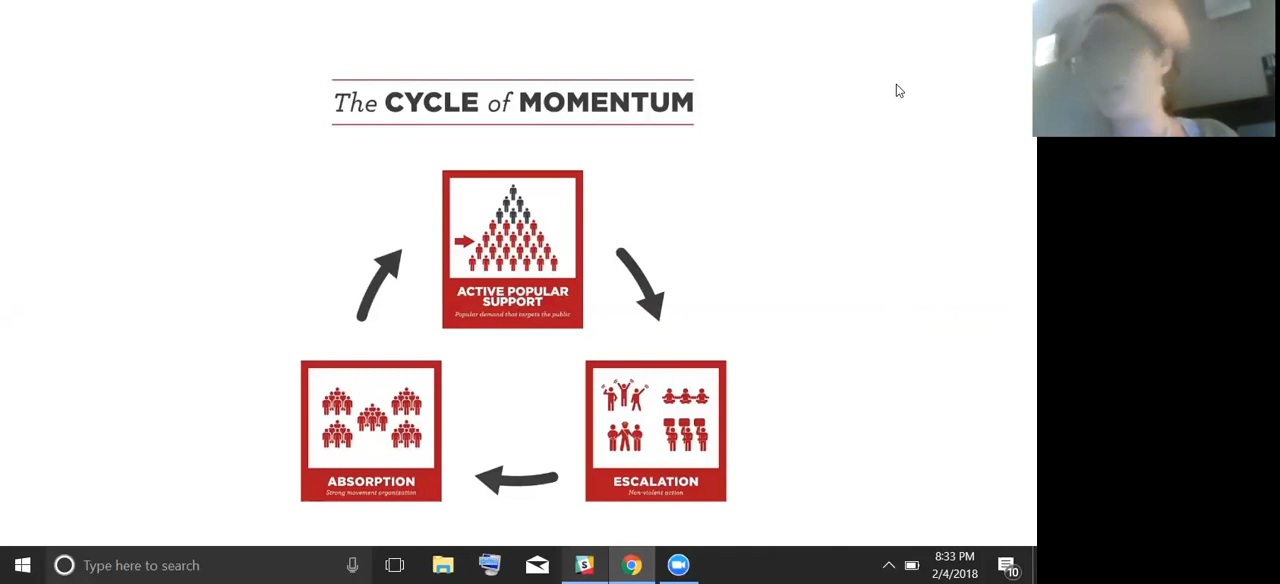 The CYCLE of MOMENTUM
ACTIVE POPULAR
SUPPORT
Popular demand that targets the public
ABSORPTION
Strong movement organization
ESCALATION
Non-violent action
Type here to search
8:33 PM
2/4/2018
10